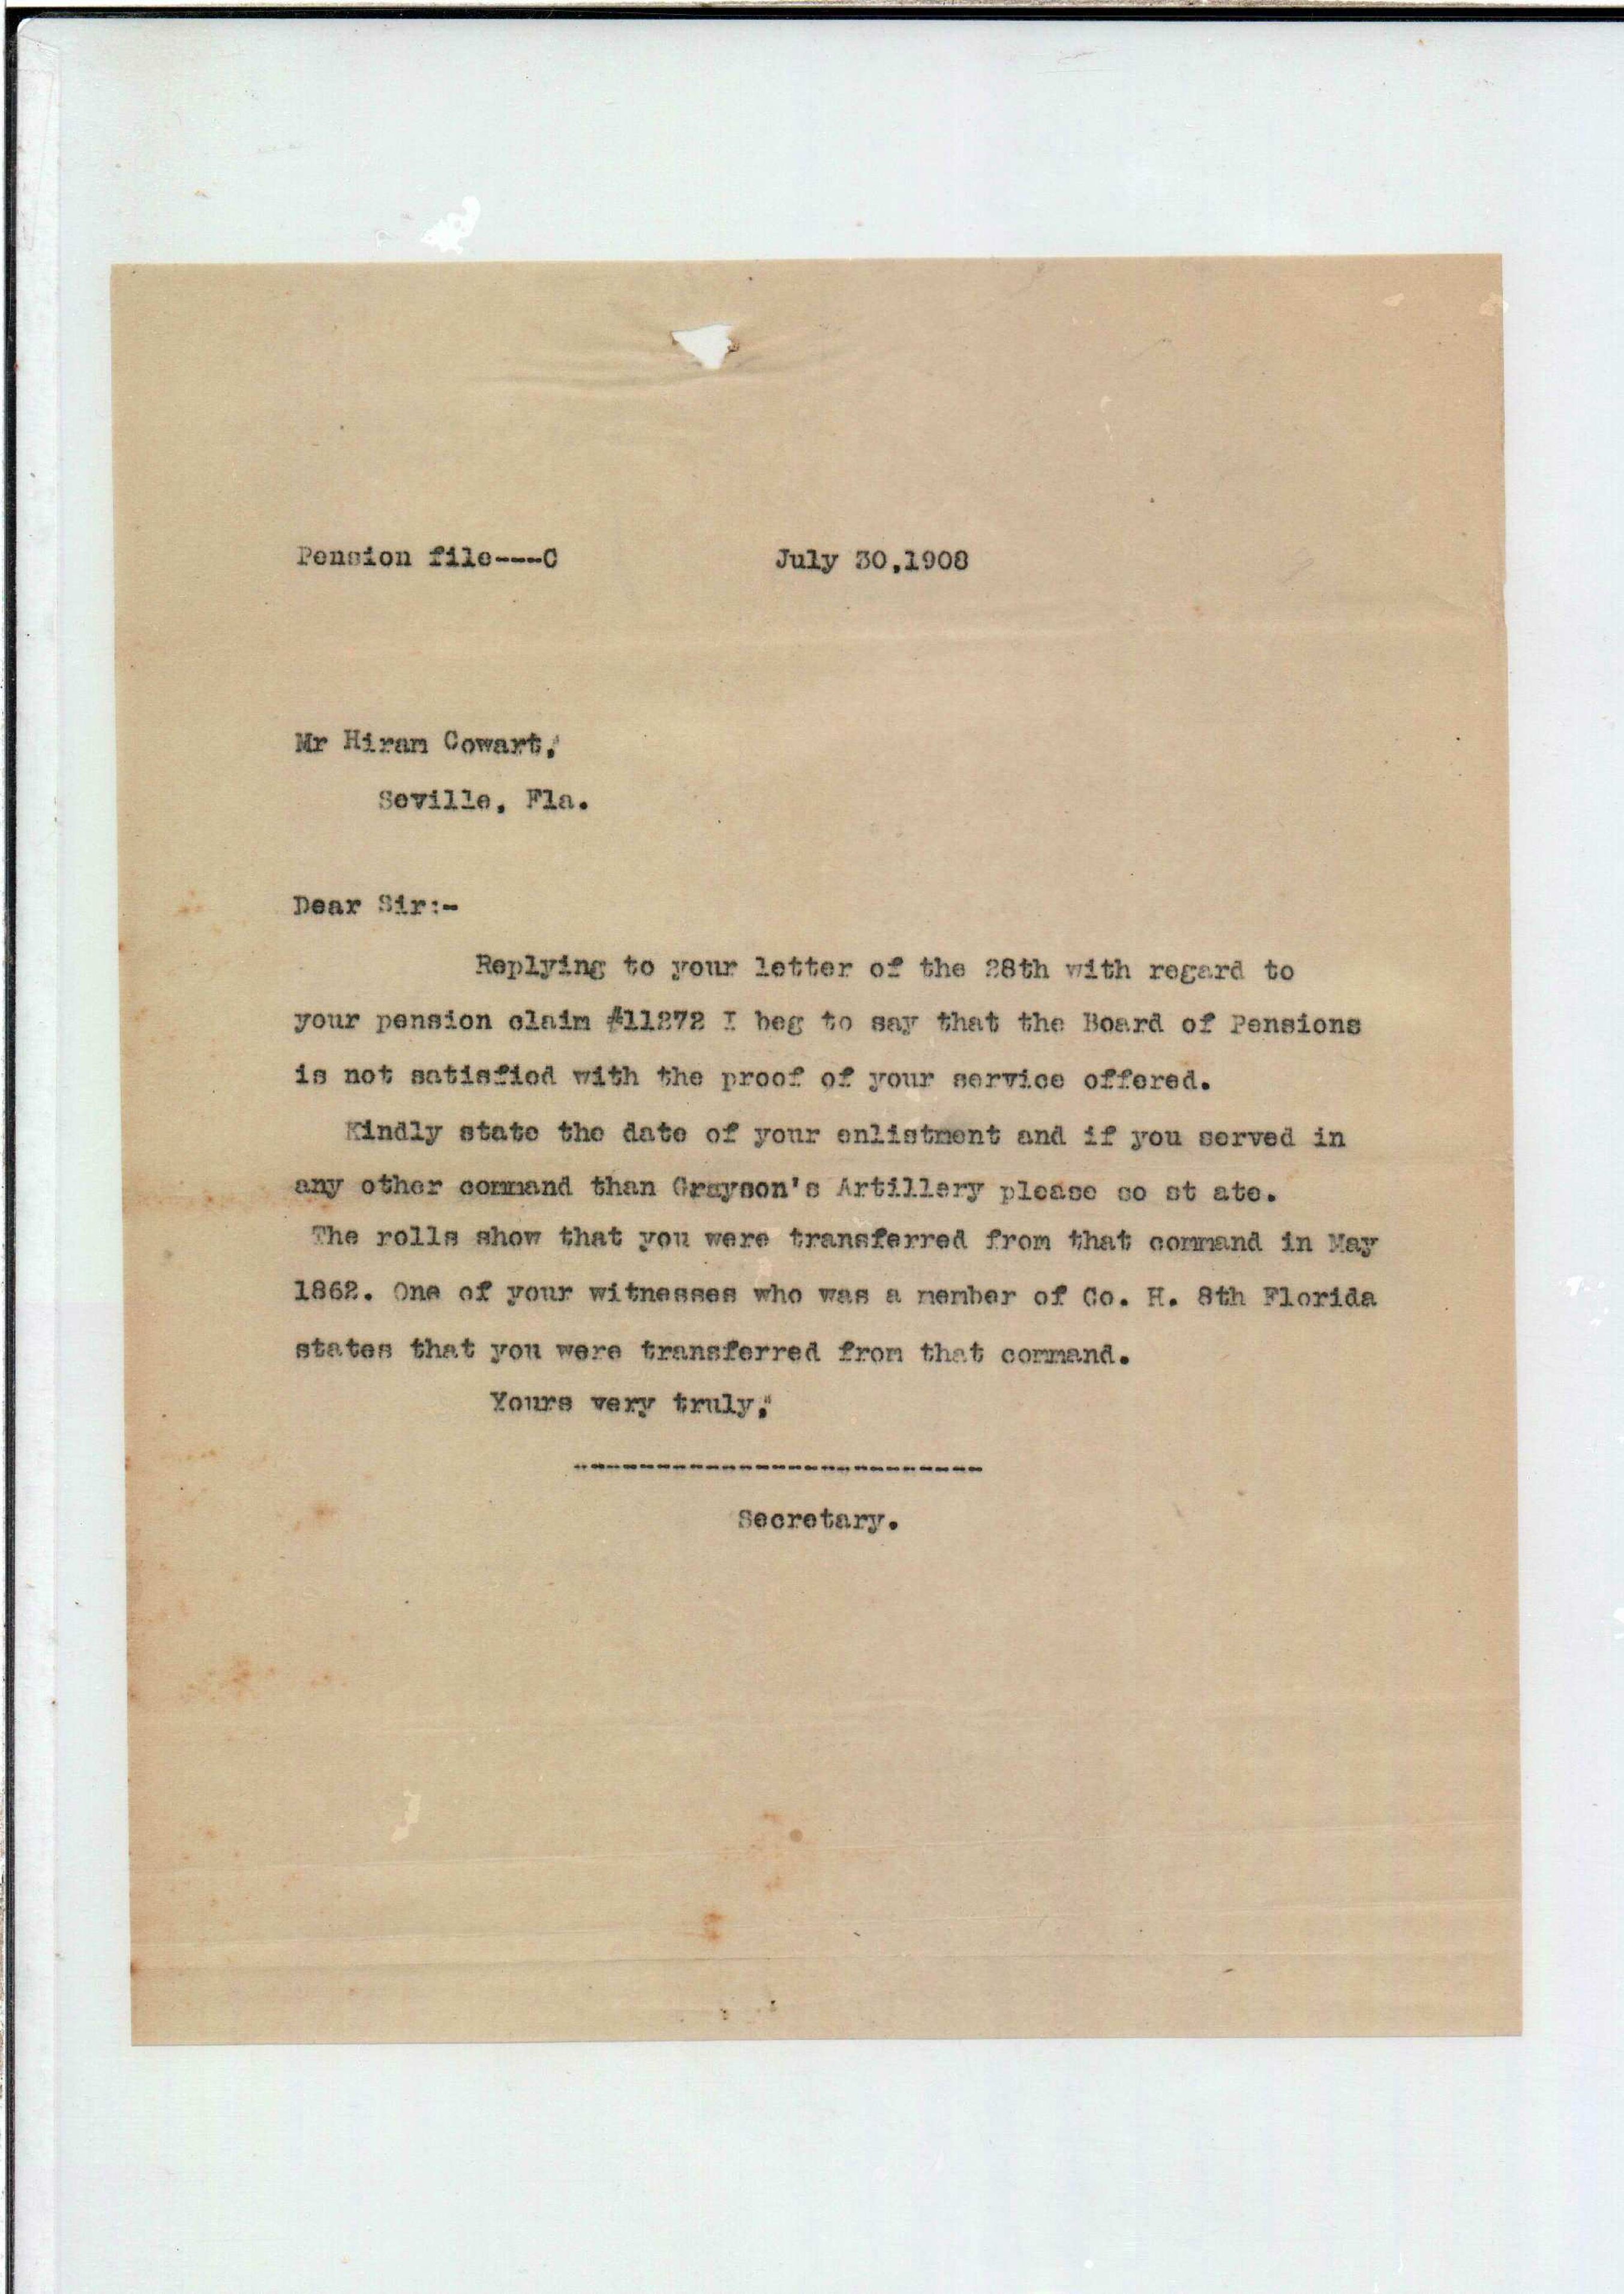 Pension file----C July 30,1908
Mr Hiram Cowart,
Seville, Fla.
Dear Sir:-
Replying to your letter of the 28th with regard to
your pension claim #11272 I beg to say that the Board of Pensions
is not satisfied with the proof of your service offered.
Kindly state the date of your enlistment and if you served in
any other command than Grayson's Artillery please so st ate.
The rolls show that you were transferred from that command in May
1862. One of your witnesses who was a member of Co. H. 8th Florida
states that you were transferred from that command.
Yours very truly,
-------------------------
Secretary.